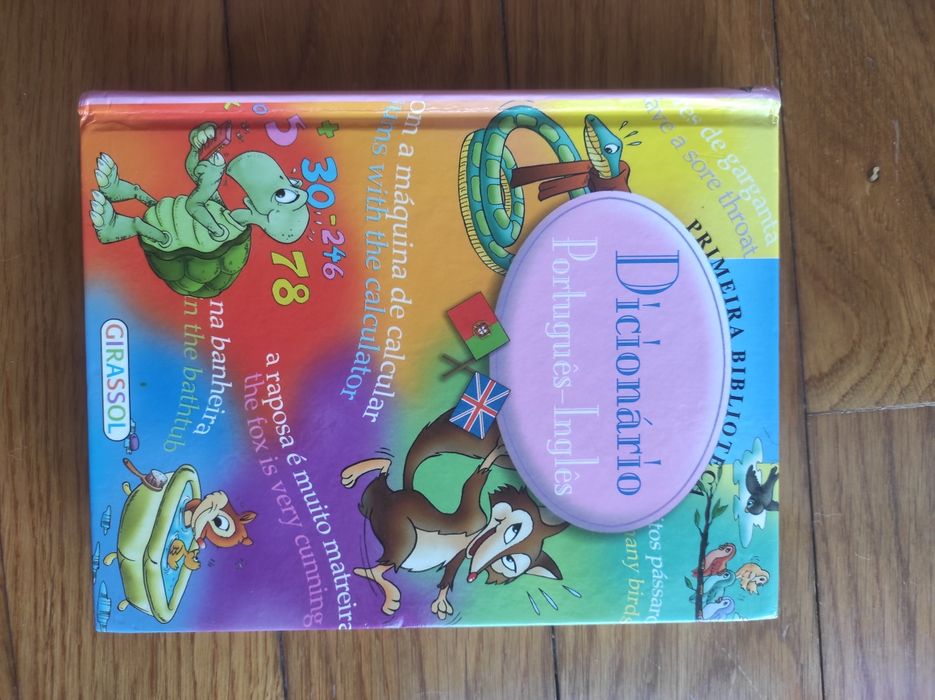 PRIMEIRA BIBLIOTECA
Dicionário
Português-Inglês
de garganta
ave a sore throat
tos pássaro
any birds
om a máquina de calcular
ums with the calculator
5
+
30-246
78
a raposa é muito matreira
the fox is very cunning
na banheira
in the bathtub
GIRASSOL